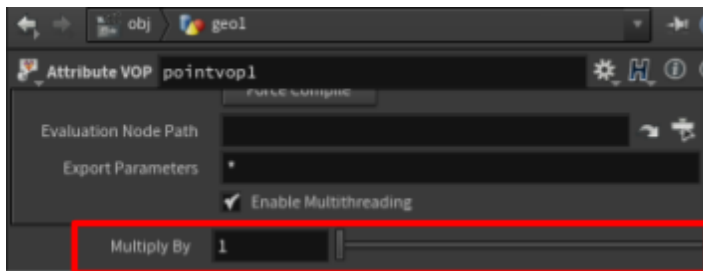 obj geo1
Attribute VOP pointvop1
Force Compile
Evaluation Node Path
Export Parameters *
Enable Multithreading
Multiply By 1